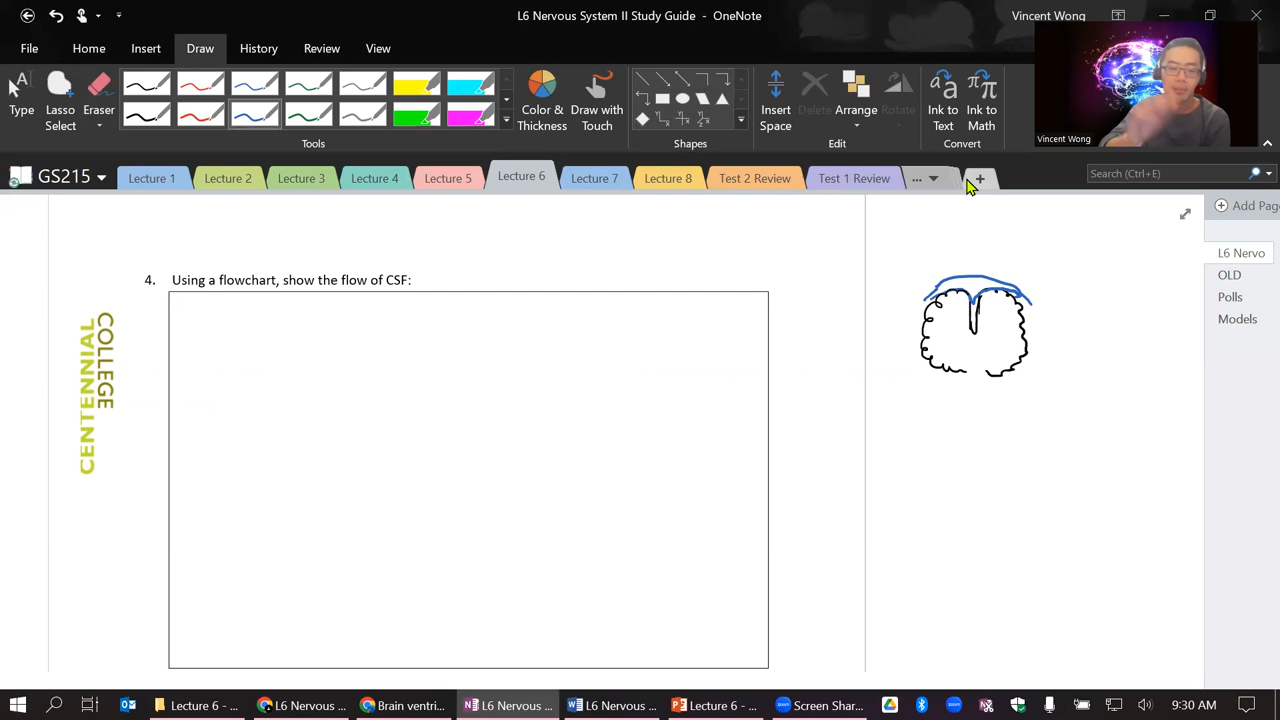 L6 Nervous System II Study Guide - OneNote
Vincent Wong
File Home Insert Draw History Review View
Type
Lasso Select
Eraser
Color & Thickness
Draw with Touch
Insert Space
Delete
Arrange
Rotate
Ink to Text
Ink to Math
Tools
Shapes
Edit
Convert
Vincent Wong
GS215
Lecture 1
Lecture 2
Lecture 3
Lecture 4
Lecture 5
Lecture 6
Lecture 7
Lecture 8
Test 2 Review
Test 1 Review
...
Search (Ctrl+E)
Add Pag
L6 Nervo
OLD
Polls
Models
4. Using a flowchart, show the flow of CSF:
CENTENNIAL
COLLEGE
Lecture 6 - ...
L6 Nervous ...
Brain ventri...
L6 Nervous ...
L6 Nervous ...
Lecture 6 - ...
Screen Shar...
9:30 AM